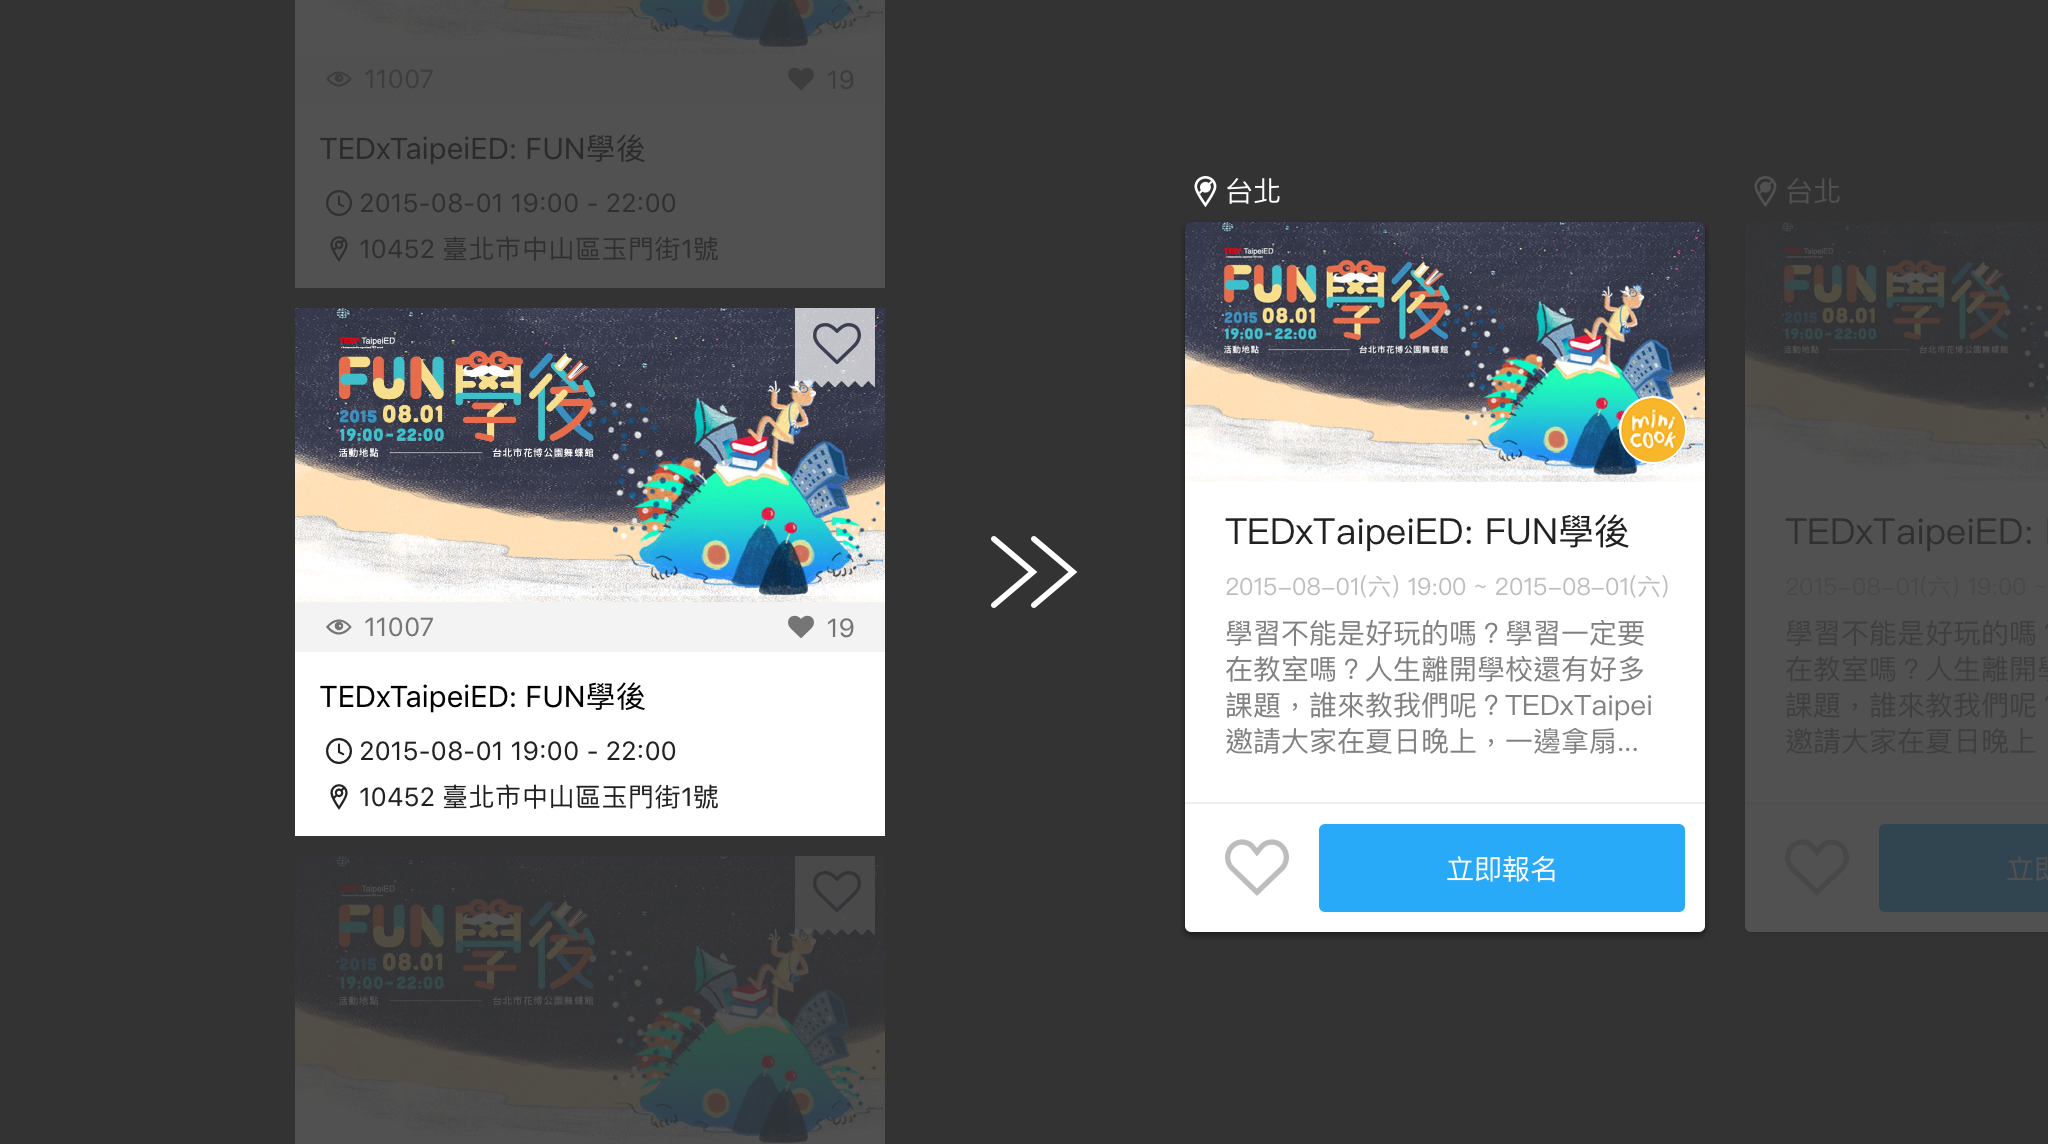 11007
19
TEDxTaipeiED: FUN學後
2015-08-01 19:00 - 22:00
10452 臺北市中山區玉門街1號
TEDxTaipeiED
FUN學後
2015 08.01
19:00-22:00
活動地點 台北市花博公園舞蝶館
11007
19
TEDxTaipeiED: FUN學後
2015-08-01 19:00 - 22:00
10452 臺北市中山區玉門街1號
TaipeiED
FUN學後
2015 08.01
19:00-22:00
活動地點 台北市花博公園舞蝶館
台北
TEDxTaipeiED
FUN學後
2015 08.01
19:00-22:00
活動地點 台北市花博公園舞蝶館
mini
cook
TEDxTaipeiED: FUN學後
2015-08-01(六) 19:00 ~ 2015-08-01(六)
學習不能是好玩的嗎？學習一定要
在教室嗎？人生離開學校還有好多
課題，誰來教我們呢？TEDxTaipei
邀請大家在夏日晚上，一邊拿扇...
立即報名
台北
TaipeiED
FUN學後
2015 08.01
19:00-22:00
活動地點 台北市花博公園舞蝶館
TEDxTaipeiED:
2015-08-01(六) 19:00 ~
學習不能是好玩的嗎？
在教室嗎？人生離開學
課題，誰來教我們呢？
邀請大家在夏日晚上
立即